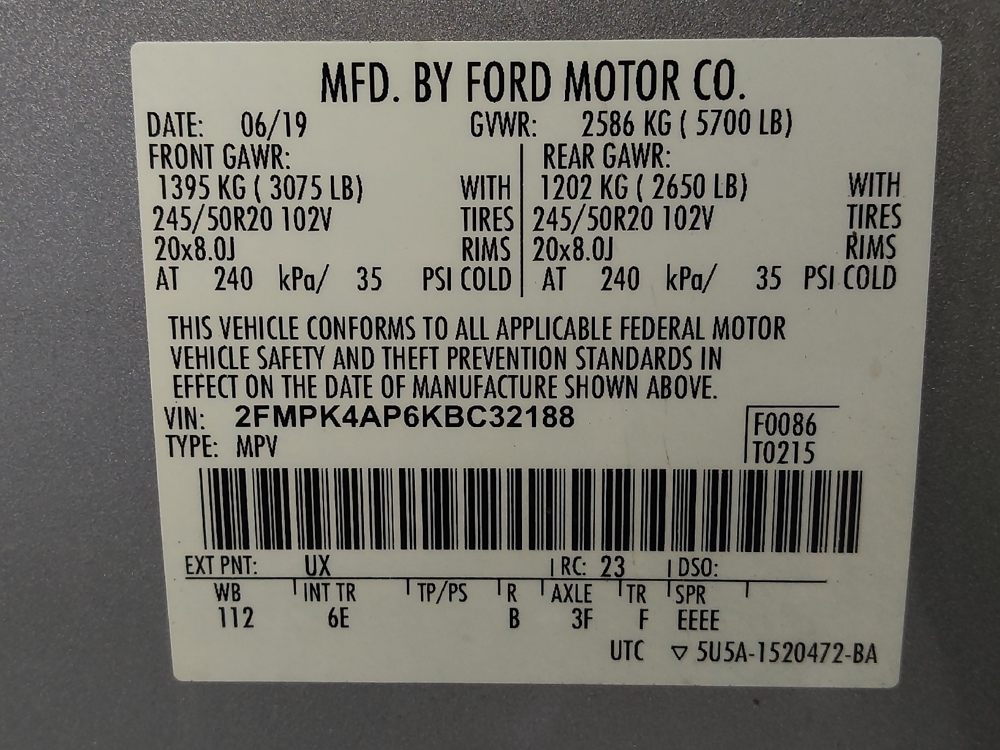 MFD. BY FORD MOTOR CO.
DATE: 06/19 GVWR: 2586 KG ( 5700 LB)
FRONT GAWR: REAR GAWR:
1395 KG ( 3075 LB) WITH 1202 KG ( 2650 LB) WITH
245/50R20 102V TIRES 245/50R20 102V TIRES
20x8.0J RIMS 20x8.0J RIMS
AT 240 kPa/ 35 PSI COLD AT 240 kPa/ 35 PSI COLD
THIS VEHICLE CONFORMS TO ALL APPLICABLE FEDERAL MOTOR
VEHICLE SAFETY AND THEFT PREVENTION STANDARDS IN
EFFECT ON THE DATE OF MANUFACTURE SHOWN ABOVE.
VIN: 2FMPK4AP6KBC32188 F0086
TYPE: MPV T0215
EXT PNT: UX RC: 23 DSO:
WB INT TR TP/PS R AXLE TR SPR
112 6E B 3F F EEEE
UTC ▽ 5U5A-1520472-BA